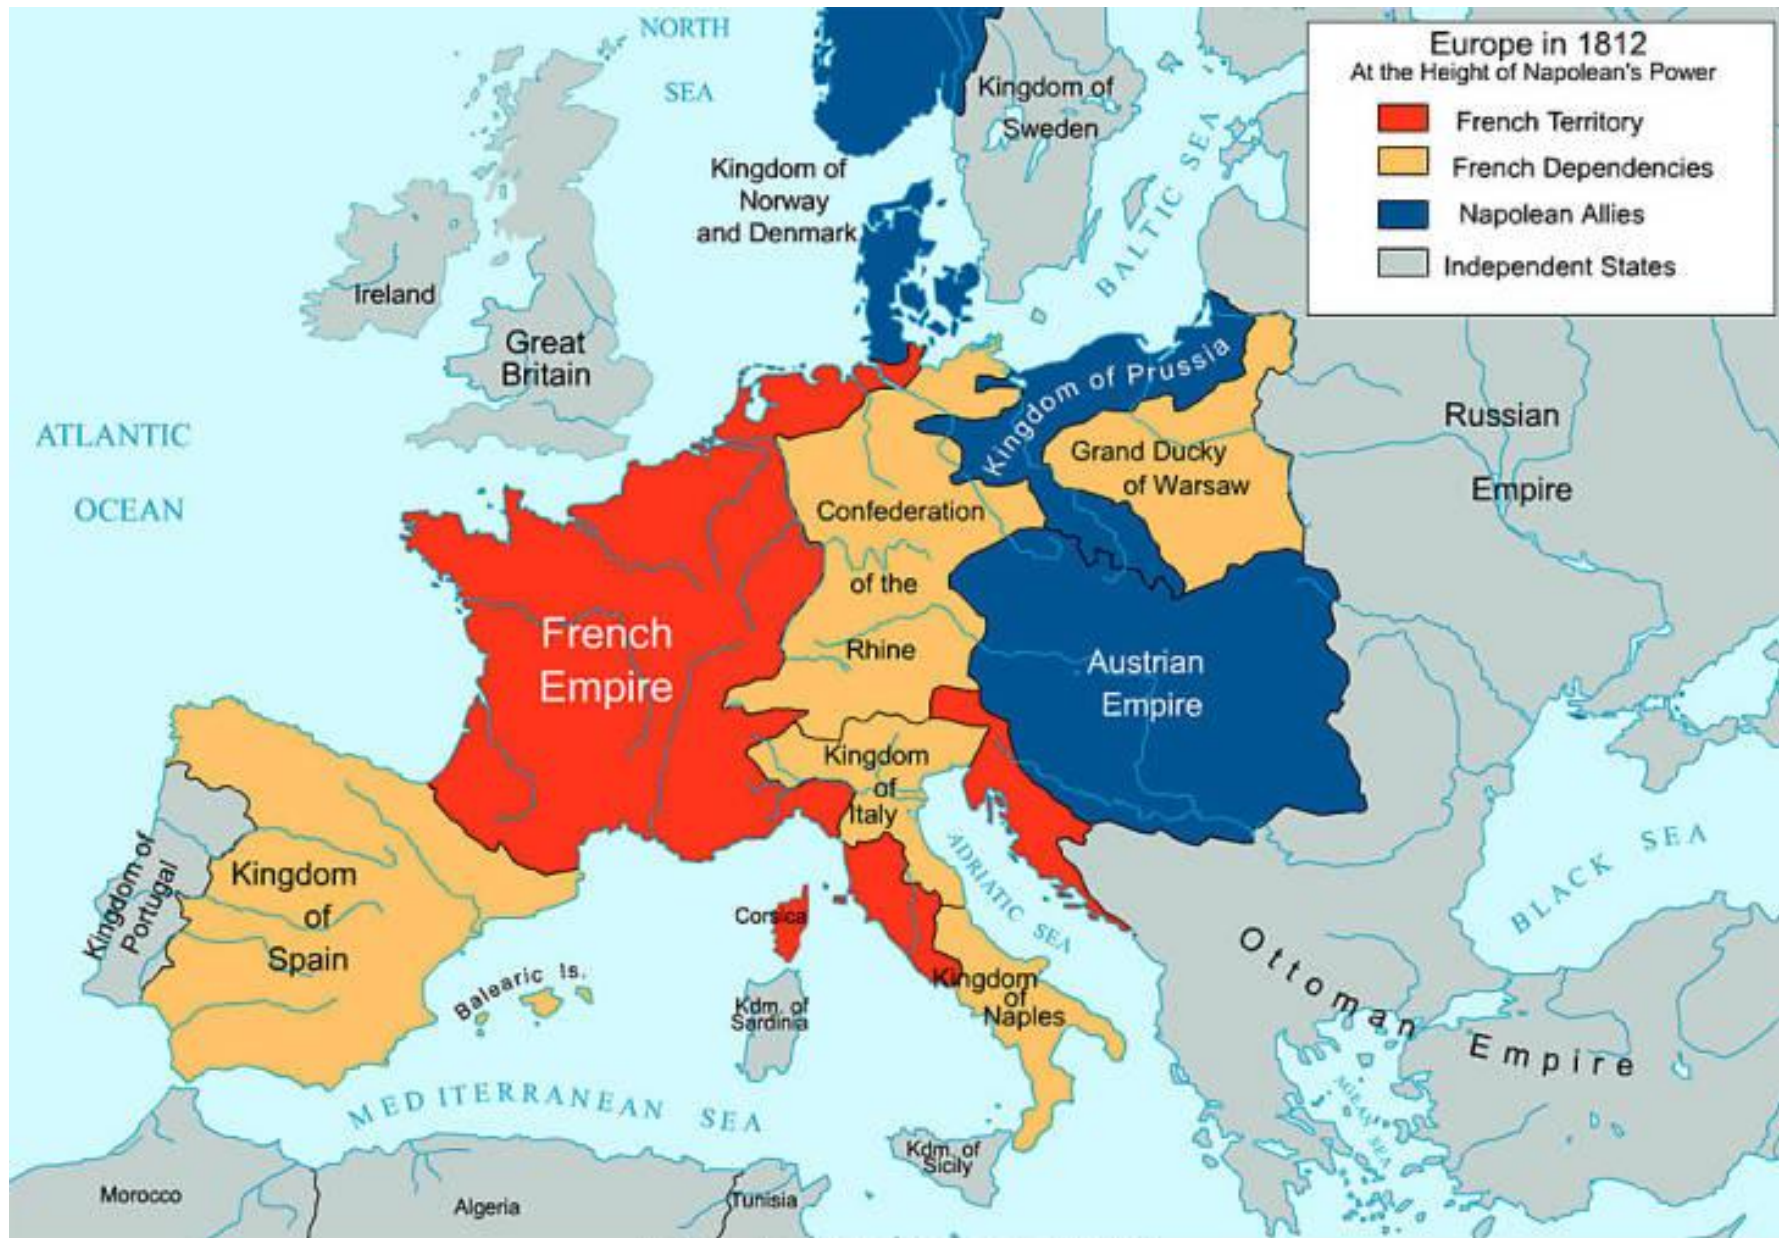 Europe in 1812
At the Height of Napolean's Power
French Territory
French Dependencies
Napolean Allies
Independent States
NORTH
SEA
Kingdom of
Sweden
Kingdom of
Norway
and Denmark
BALTIC SEA
Ireland
Great
Britain
ATLANTIC
OCEAN
Kingdom of Prussia
Grand Ducky
of Warsaw
Russian
Empire
Confederation
of the
Rhine
French
Empire
Austrian
Empire
Kingdom
of
Italy
Kingdom of
Portugal
Kingdom
of
Spain
Balearic Is.
Corsica
Kdm. of
Sardinia
ADRIATIC SEA
Kingdom
of
Naples
BLACK SEA
Ottoman Empire
MEDITERRANEAN SEA
Kdm. of
Sicily
SEA
Morocco
Algeria
Tunisia